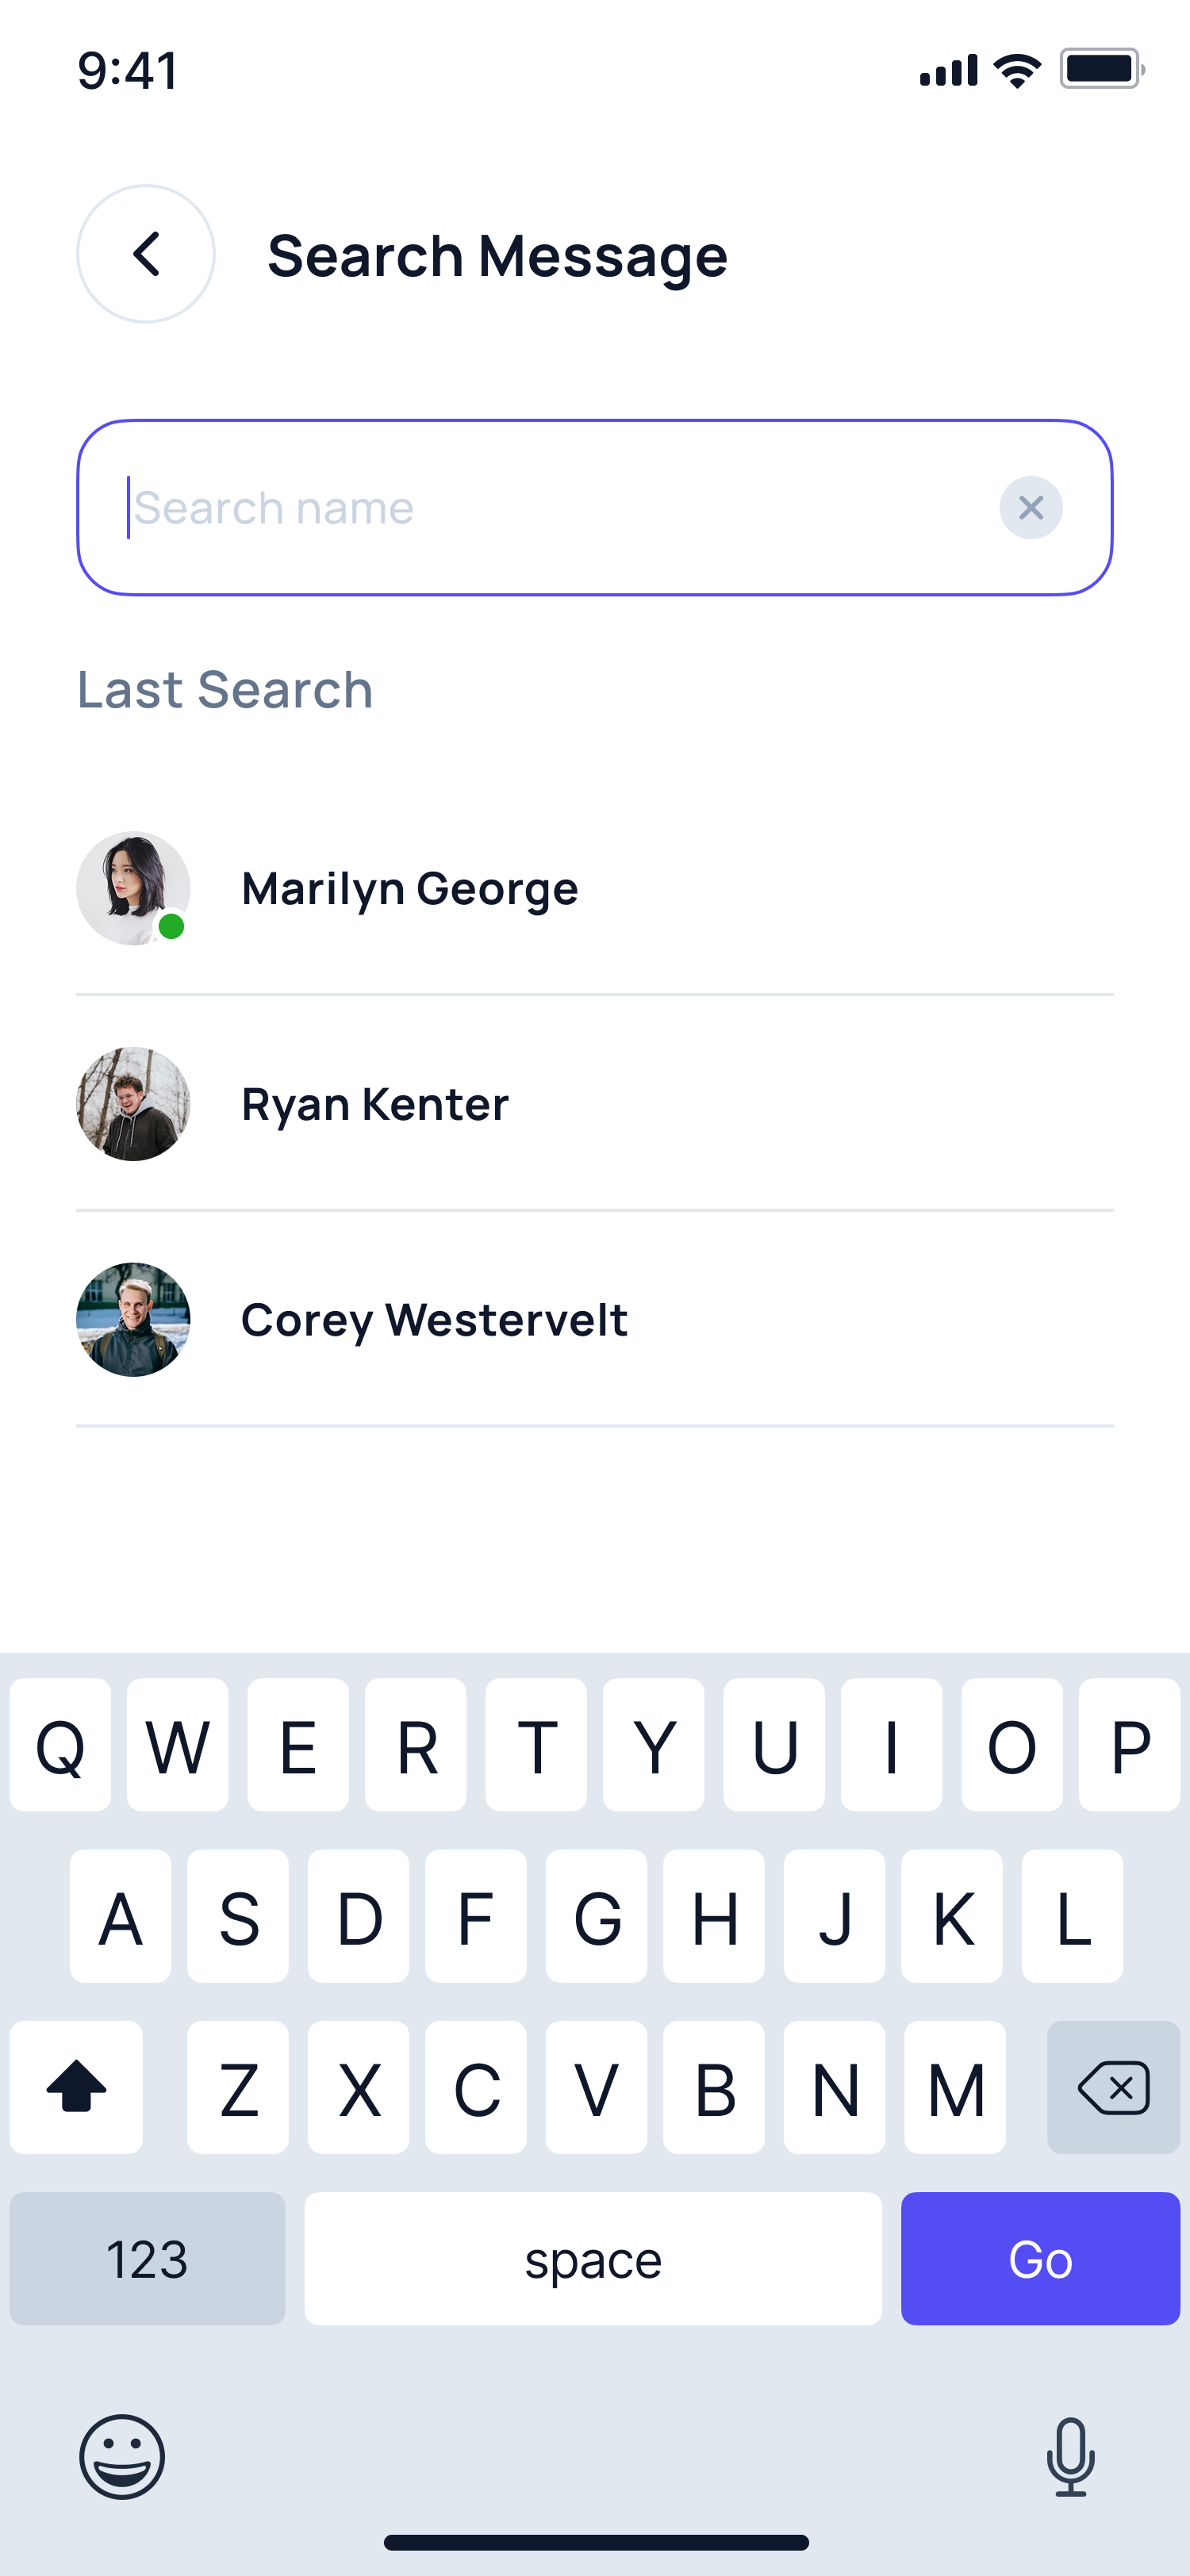 9:41
Search Message
Search name
Last Search
Marilyn George
Ryan Kenter
Corey Westervelt
Q W E R T Y U I O P
A S D F G H J K L
Z X C V B N M
123 space Go